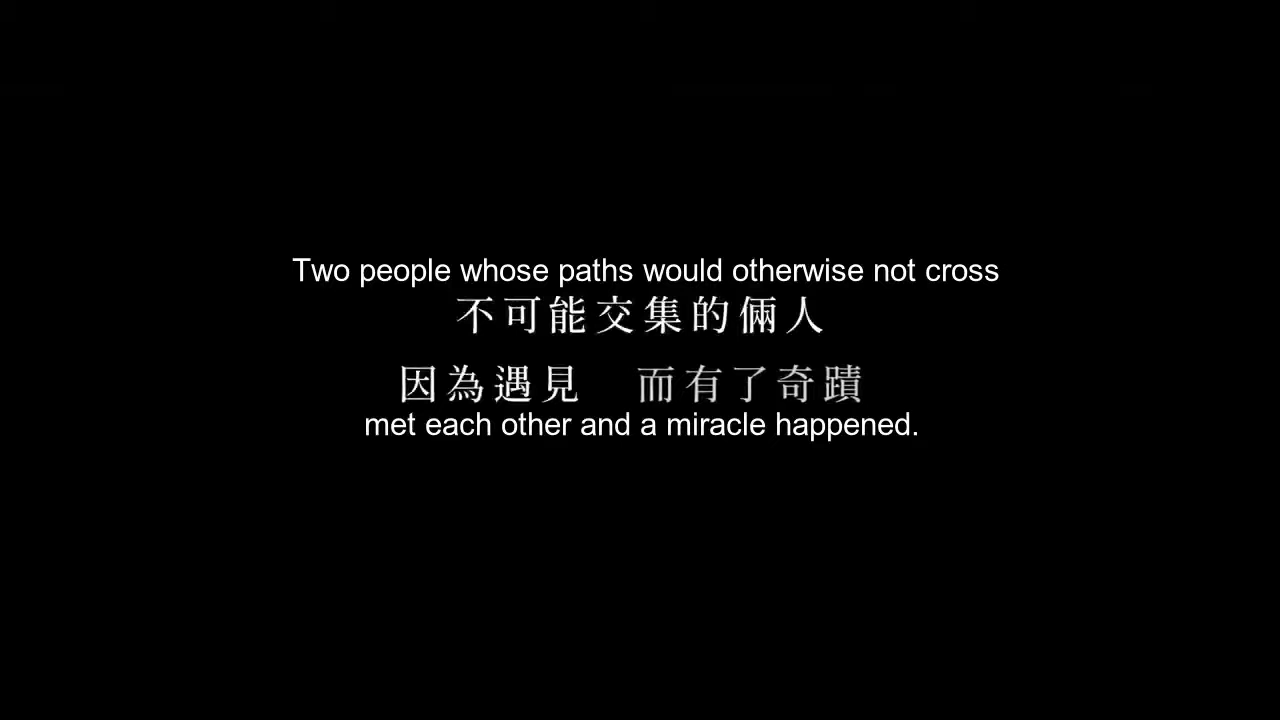 Two people whose paths would otherwise not cross
不可能交集的倆人
因為遇見　而有了奇蹟
met each other and a miracle happened.